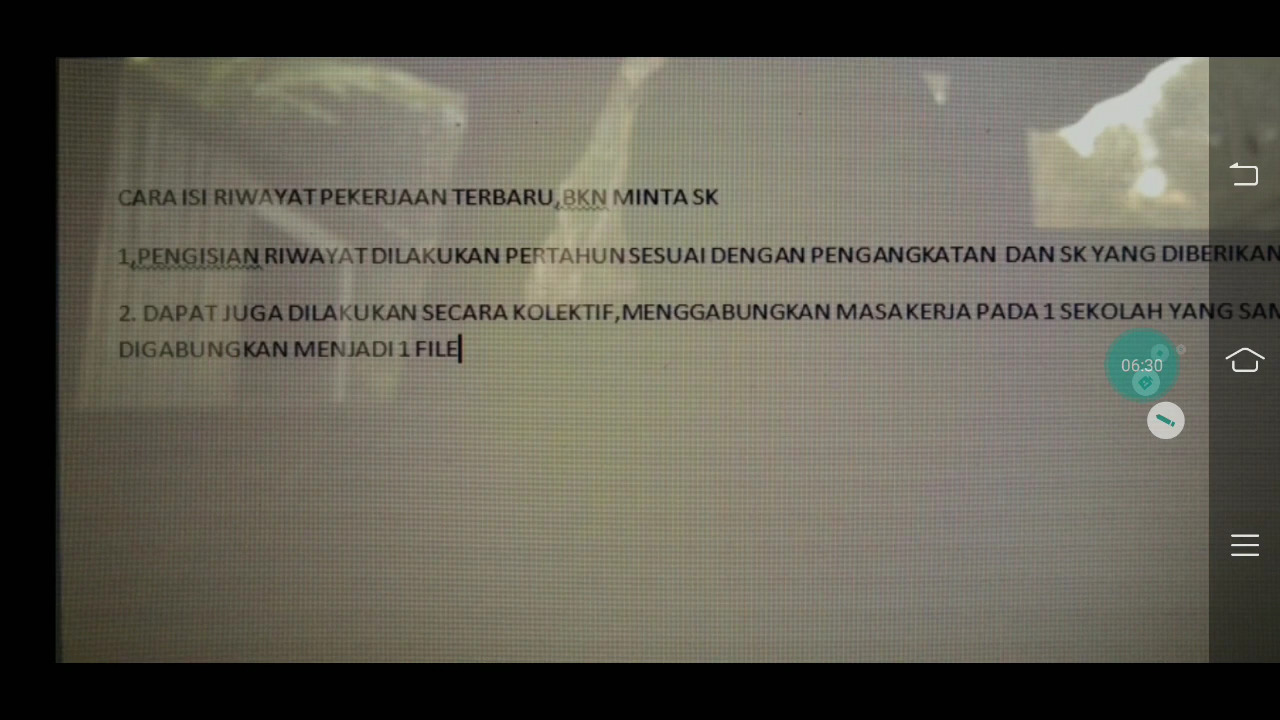 CARA ISI RIWAYAT PEKERJAAN TERBARU,BKN MINTA SK
1,PENGISIAN RIWAYAT DILAKUKAN PERTAHUN SESUAI DENGAN PENGANGKATAN DAN SK YANG DIBERIKAN
2. DAPAT JUGA DILAKUKAN SECARA KOLEKTIF,MENGGABUNGKAN MASA KERJA PADA 1 SEKOLAH YANG
DIGABUNGKAN MENJADI 1 FILE
06:30